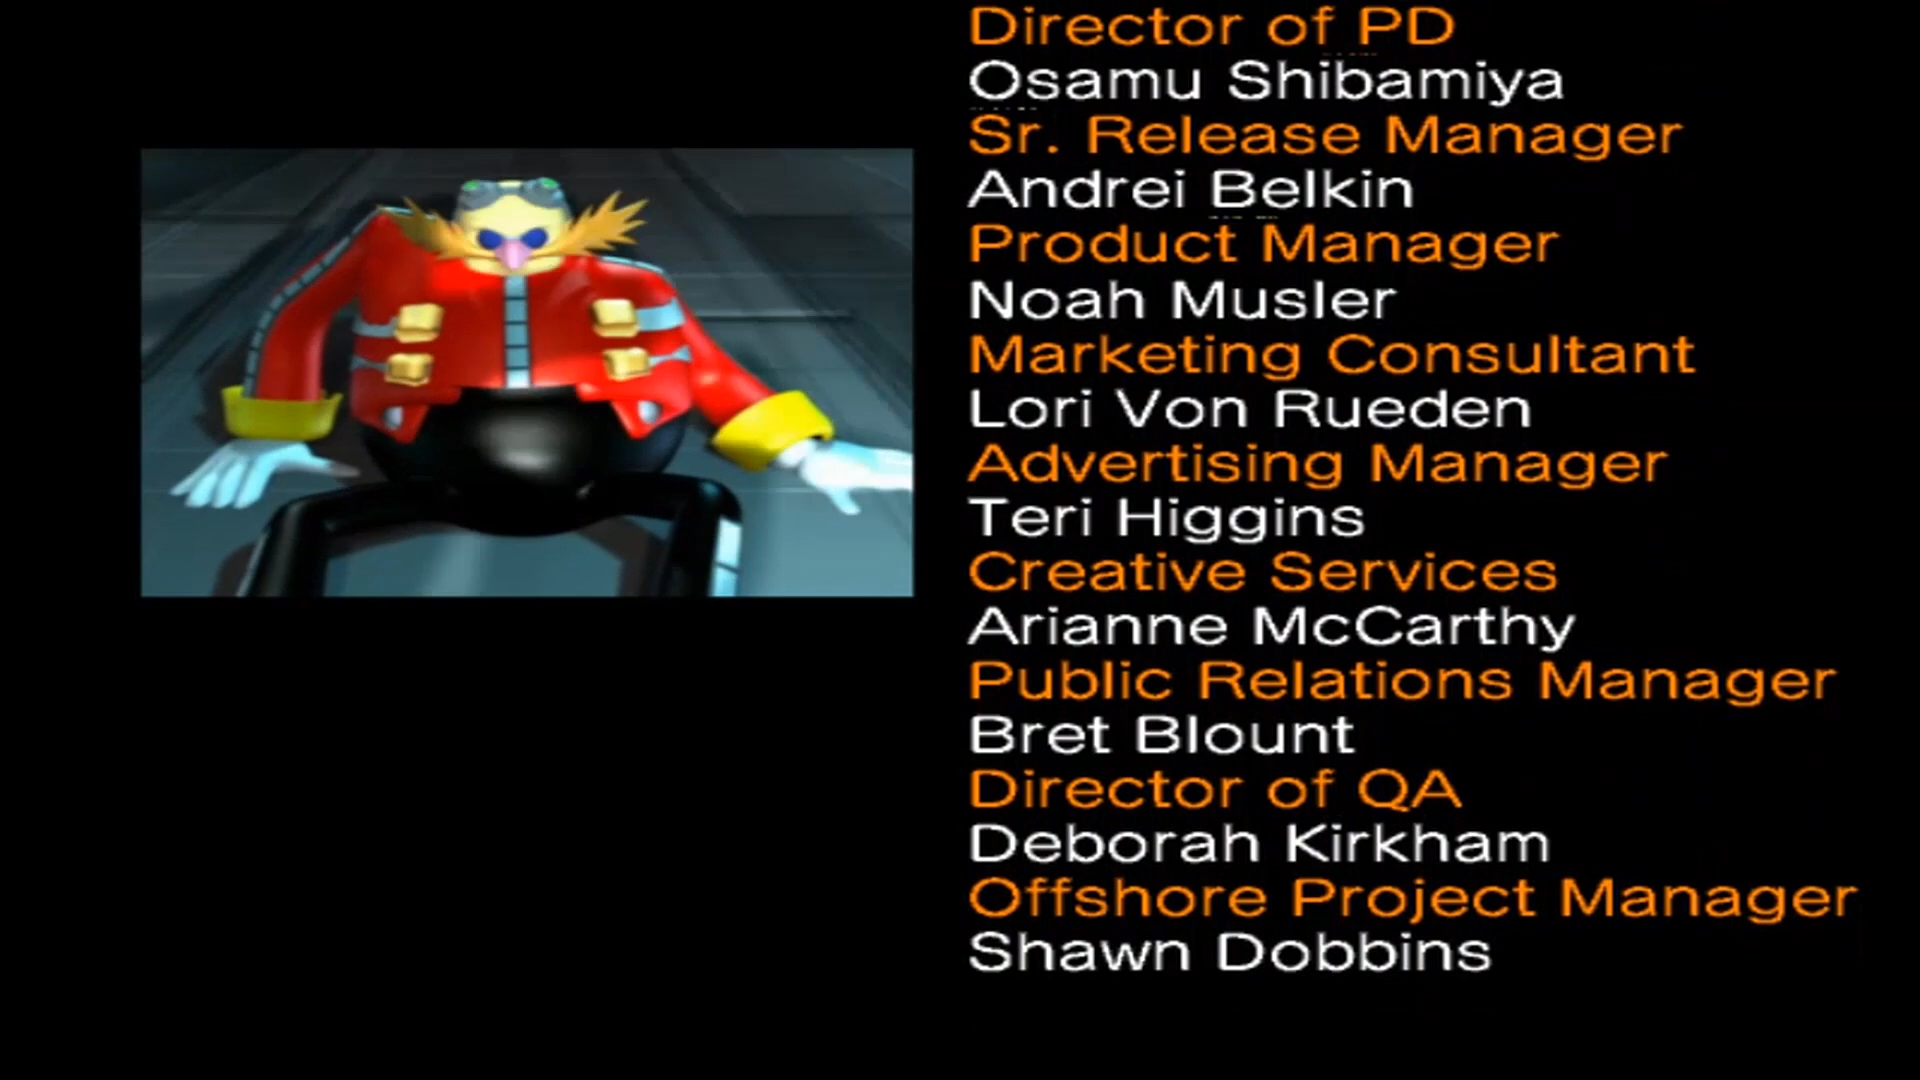 Director of PD
Osamu Shibamiya
Sr. Release Manager
Andrei Belkin
Product Manager
Noah Musler
Marketing Consultant
Lori Von Rueden
Advertising Manager
Teri Higgins
Creative Services
Arianne McCarthy
Public Relations Manager
Bret Blount
Director of QA
Deborah Kirkham
Offshore Project Manager
Shawn Dobbins